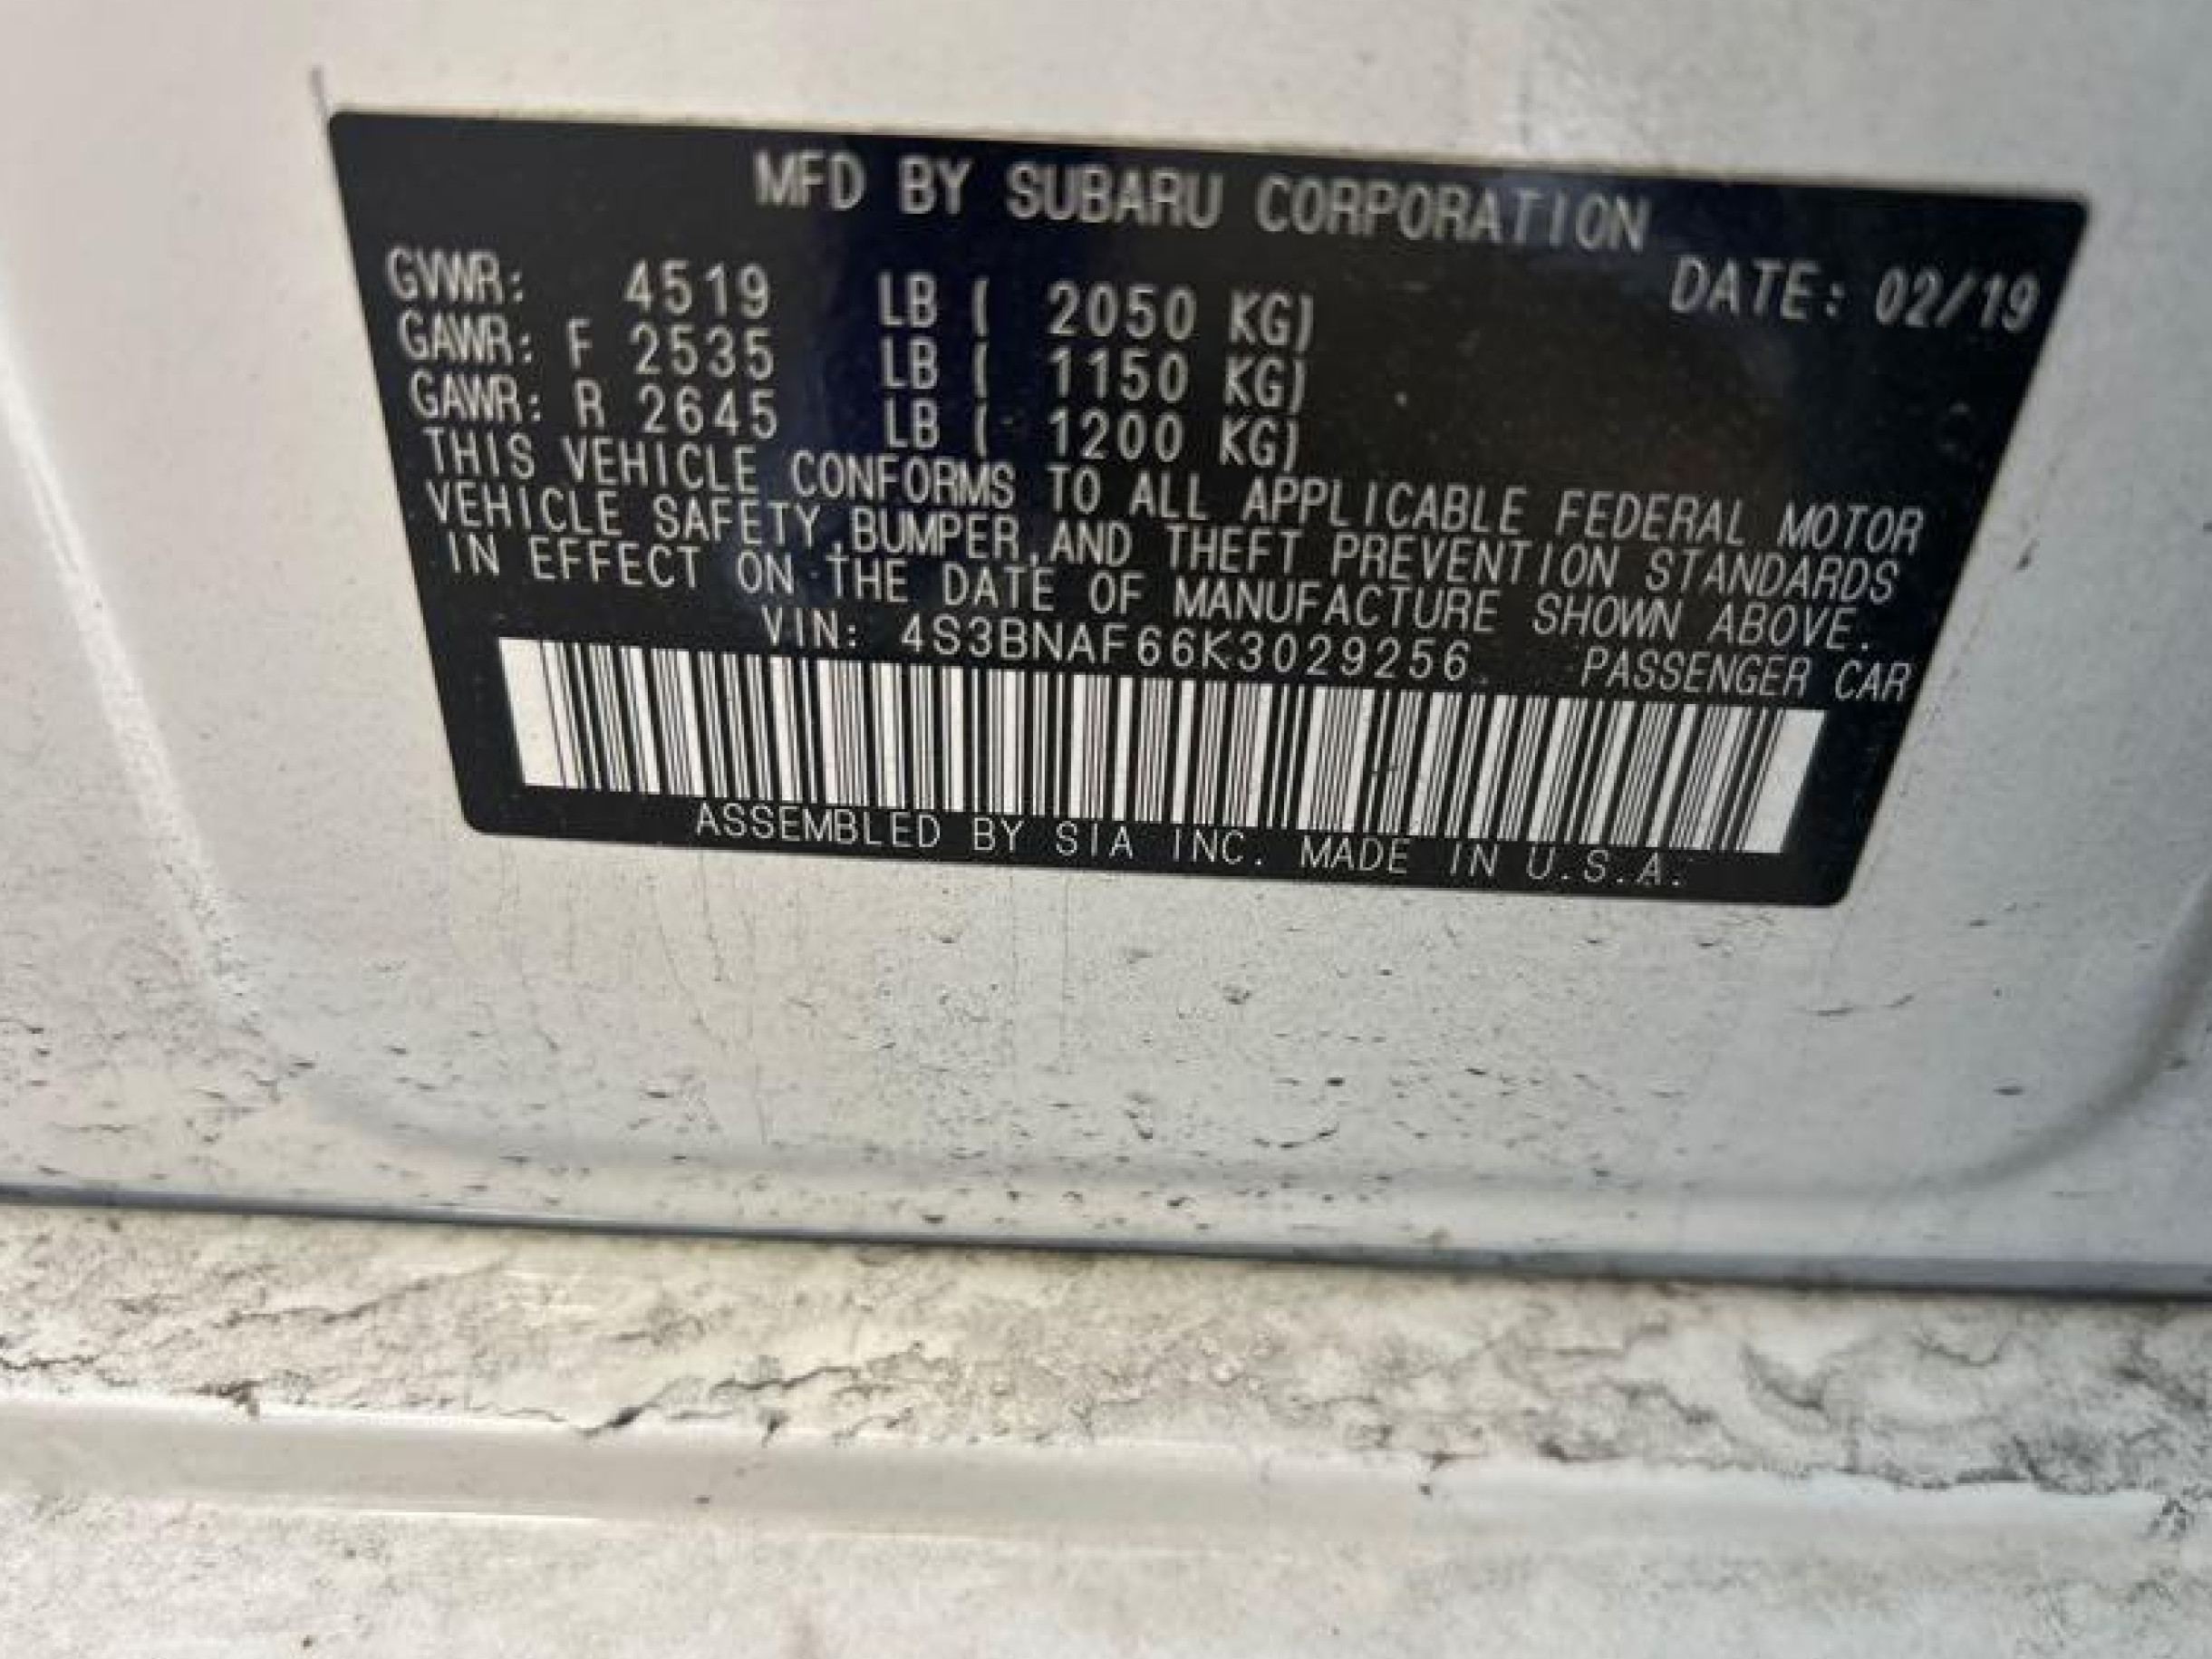 MFD BY SUBARU CORPORATION
DATE: 02/19
GVWR: 4519 LB ( 2050 KG)
GAWR: F 2535 LB ( 1150 KG)
GAWR: R 2645 LB ( 1200 KG)
THIS VEHICLE CONFORMS TO ALL APPLICABLE FEDERAL MOTOR
VEHICLE SAFETY,BUMPER,AND THEFT PREVENTION STANDARDS
IN EFFECT ON THE DATE OF MANUFACTURE SHOWN ABOVE.
VIN: 4S3BNAF66K3029256 PASSENGER CAR
ASSEMBLED BY SIA INC. MADE IN U.S.A.